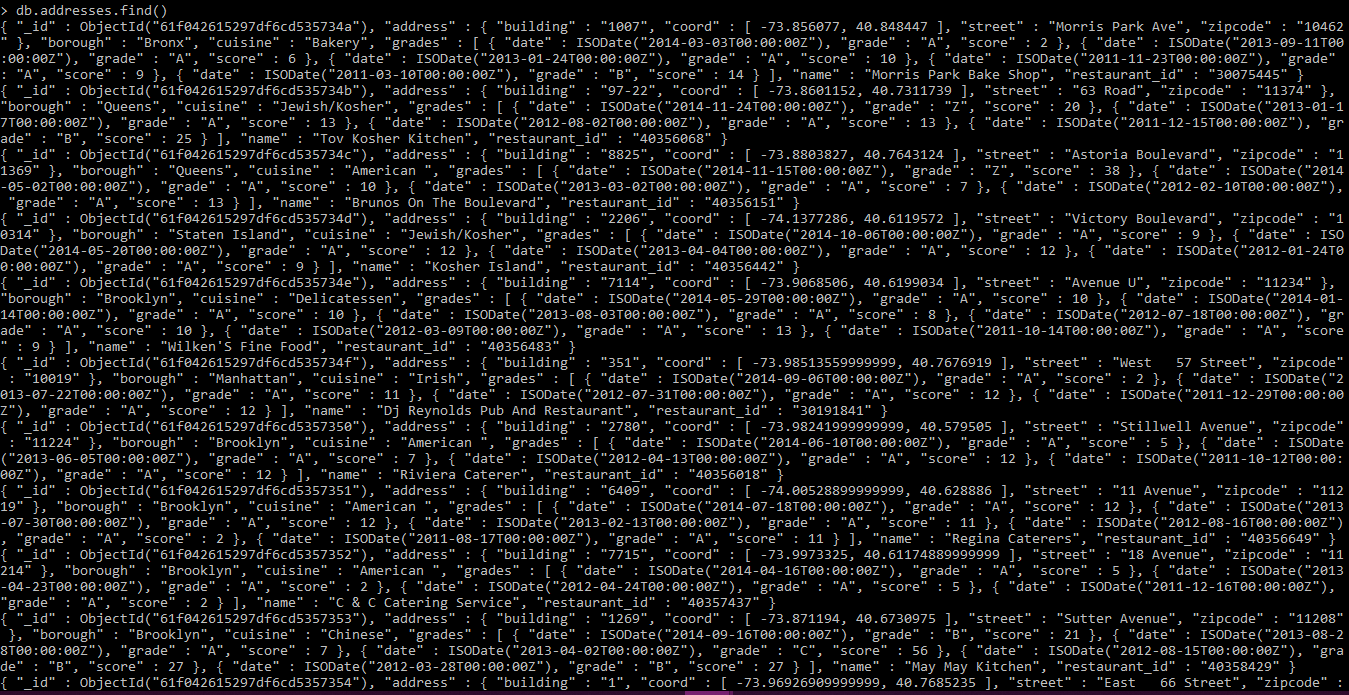 > db.addresses.find()
{ "_id" : ObjectId("61f042615297df6cd535734a"), "address" : { "building" : "1007", "coord" : [ -73.856077, 40.848447 ], "street" : "Morris Park Ave", "zipcode" : "10462
" }, "borough" : "Bronx", "cuisine" : "Bakery", "grades" : [ { "date" : ISODate("2014-03-03T00:00:00Z"), "grade" : "A", "score" : 2 }, { "date" : ISODate("2013-09-11T00
:00:00Z"), "grade" : "A", "score" : 6 }, { "date" : ISODate("2013-01-24T00:00:00Z"), "grade" : "A", "score" : 10 }, { "date" : ISODate("2011-11-23T00:00:00Z"), "grade"
: "A", "score" : 9 }, { "date" : ISODate("2011-03-10T00:00:00Z"), "grade" : "B", "score" : 14 } ], "name" : "Morris Park Bake Shop", "restaurant_id" : "30075445" }
{ "_id" : ObjectId("61f042615297df6cd535734b"), "address" : { "building" : "97-22", "coord" : [ -73.8601152, 40.7311739 ], "street" : "63 Road", "zipcode" : "11374" },
"borough" : "Queens", "cuisine" : "Jewish/Kosher", "grades" : [ { "date" : ISODate("2014-11-24T00:00:00Z"), "grade" : "Z", "score" : 20 }, { "date" : ISODate("2013-01-1
7T00:00:00Z"), "grade" : "A", "score" : 13 }, { "date" : ISODate("2012-08-02T00:00:00Z"), "grade" : "A", "score" : 13 }, { "date" : ISODate("2011-12-15T00:00:00Z"), "gr
ade" : "B", "score" : 25 } ], "name" : "Tov Kosher Kitchen", "restaurant_id" : "40356068" }
{ "_id" : ObjectId("61f042615297df6cd535734c"), "address" : { "building" : "8825", "coord" : [ -73.8803827, 40.7643124 ], "street" : "Astoria Boulevard", "zipcode" : "1
1369" }, "borough" : "Queens", "cuisine" : "American ", "grades" : [ { "date" : ISODate("2014-11-15T00:00:00Z"), "grade" : "Z", "score" : 38 }, { "date" : ISODate("2014
-05-02T00:00:00Z"), "grade" : "A", "score" : 10 }, { "date" : ISODate("2013-03-02T00:00:00Z"), "grade" : "A", "score" : 7 }, { "date" : ISODate("2012-02-10T00:00:00Z"),
 "grade" : "A", "score" : 13 } ], "name" : "Brunos On The Boulevard", "restaurant_id" : "40356151" }
{ "_id" : ObjectId("61f042615297df6cd535734d"), "address" : { "building" : "2206", "coord" : [ -74.1377286, 40.6119572 ], "street" : "Victory Boulevard", "zipcode" : "1
0314" }, "borough" : "Staten Island", "cuisine" : "Jewish/Kosher", "grades" : [ { "date" : ISODate("2014-10-06T00:00:00Z"), "grade" : "A", "score" : 9 }, { "date" : ISO
Date("2014-05-20T00:00:00Z"), "grade" : "A", "score" : 12 }, { "date" : ISODate("2013-04-04T00:00:00Z"), "grade" : "A", "score" : 12 }, { "date" : ISODate("2012-01-24T0
0:00:00Z"), "grade" : "A", "score" : 9 } ], "name" : "Kosher Island", "restaurant_id" : "40356442" }
{ "_id" : ObjectId("61f042615297df6cd535734e"), "address" : { "building" : "7114", "coord" : [ -73.9068506, 40.6199034 ], "street" : "Avenue U", "zipcode" : "11234" },
"borough" : "Brooklyn", "cuisine" : "Delicatessen", "grades" : [ { "date" : ISODate("2014-05-29T00:00:00Z"), "grade" : "A", "score" : 10 }, { "date" : ISODate("2014-01-
14T00:00:00Z"), "grade" : "A", "score" : 10 }, { "date" : ISODate("2013-08-03T00:00:00Z"), "grade" : "A", "score" : 8 }, { "date" : ISODate("2012-07-18T00:00:00Z"), "gr
ade" : "A", "score" : 10 }, { "date" : ISODate("2012-03-09T00:00:00Z"), "grade" : "A", "score" : 13 }, { "date" : ISODate("2011-10-14T00:00:00Z"), "grade" : "A", "score
" : 9 } ], "name" : "Wilken'S Fine Food", "restaurant_id" : "40356483" }
{ "_id" : ObjectId("61f042615297df6cd535734f"), "address" : { "building" : "351", "coord" : [ -73.98513559999999, 40.7676919 ], "street" : "West   57 Street", "zipcode"
 : "10019" }, "borough" : "Manhattan", "cuisine" : "Irish", "grades" : [ { "date" : ISODate("2014-09-06T00:00:00Z"), "grade" : "A", "score" : 2 }, { "date" : ISODate("2
013-07-22T00:00:00Z"), "grade" : "A", "score" : 11 }, { "date" : ISODate("2012-07-31T00:00:00Z"), "grade" : "A", "score" : 12 }, { "date" : ISODate("2011-12-29T00:00:00
Z"), "grade" : "A", "score" : 12 } ], "name" : "Dj Reynolds Pub And Restaurant", "restaurant_id" : "30191841" }
{ "_id" : ObjectId("61f042615297df6cd5357350"), "address" : { "building" : "2780", "coord" : [ -73.98241999999999, 40.579505 ], "street" : "Stillwell Avenue", "zipcode"
 : "11224" }, "borough" : "Brooklyn", "cuisine" : "American ", "grades" : [ { "date" : ISODate("2014-06-10T00:00:00Z"), "grade" : "A", "score" : 5 }, { "date" : ISODate
("2013-06-05T00:00:00Z"), "grade" : "A", "score" : 7 }, { "date" : ISODate("2012-04-13T00:00:00Z"), "grade" : "A", "score" : 12 }, { "date" : ISODate("2011-10-12T00:00:
00Z"), "grade" : "A", "score" : 12 } ], "name" : "Riviera Caterer", "restaurant_id" : "40356018" }
{ "_id" : ObjectId("61f042615297df6cd5357351"), "address" : { "building" : "6409", "coord" : [ -74.00528899999999, 40.628886 ], "street" : "11 Avenue", "zipcode" : "112
19" }, "borough" : "Brooklyn", "cuisine" : "American ", "grades" : [ { "date" : ISODate("2014-07-18T00:00:00Z"), "grade" : "A", "score" : 12 }, { "date" : ISODate("2013
-07-30T00:00:00Z"), "grade" : "A", "score" : 12 }, { "date" : ISODate("2013-02-13T00:00:00Z"), "grade" : "A", "score" : 11 }, { "date" : ISODate("2012-08-16T00:00:00Z")
, "grade" : "A", "score" : 2 }, { "date" : ISODate("2011-08-17T00:00:00Z"), "grade" : "A", "score" : 11 } ], "name" : "Regina Caterers", "restaurant_id" : "40356649" }
{ "_id" : ObjectId("61f042615297df6cd5357352"), "address" : { "building" : "7715", "coord" : [ -73.9973325, 40.61174889999999 ], "street" : "18 Avenue", "zipcode" : "11
214" }, "borough" : "Brooklyn", "cuisine" : "American ", "grades" : [ { "date" : ISODate("2014-04-16T00:00:00Z"), "grade" : "A", "score" : 5 }, { "date" : ISODate("2013
-04-23T00:00:00Z"), "grade" : "A", "score" : 2 }, { "date" : ISODate("2012-04-24T00:00:00Z"), "grade" : "A", "score" : 5 }, { "date" : ISODate("2011-12-16T00:00:00Z"),
"grade" : "A", "score" : 2 } ], "name" : "C & C Catering Service", "restaurant_id" : "40357437" }
{ "_id" : ObjectId("61f042615297df6cd5357353"), "address" : { "building" : "1269", "coord" : [ -73.871194, 40.6730975 ], "street" : "Sutter Avenue", "zipcode" : "11208"
 }, "borough" : "Brooklyn", "cuisine" : "Chinese", "grades" : [ { "date" : ISODate("2014-09-16T00:00:00Z"), "grade" : "B", "score" : 21 }, { "date" : ISODate("2013-08-2
8T00:00:00Z"), "grade" : "A", "score" : 7 }, { "date" : ISODate("2013-04-02T00:00:00Z"), "grade" : "C", "score" : 56 }, { "date" : ISODate("2012-08-15T00:00:00Z"), "gra
de" : "B", "score" : 27 }, { "date" : ISODate("2012-03-28T00:00:00Z"), "grade" : "B", "score" : 27 } ], "name" : "May May Kitchen", "restaurant_id" : "40358429" }
{ "_id" : ObjectId("61f042615297df6cd5357354"), "address" : { "building" : "1", "coord" : [ -73.96926909999999, 40.7685235 ], "street" : "East   66 Street", "zipcode" :